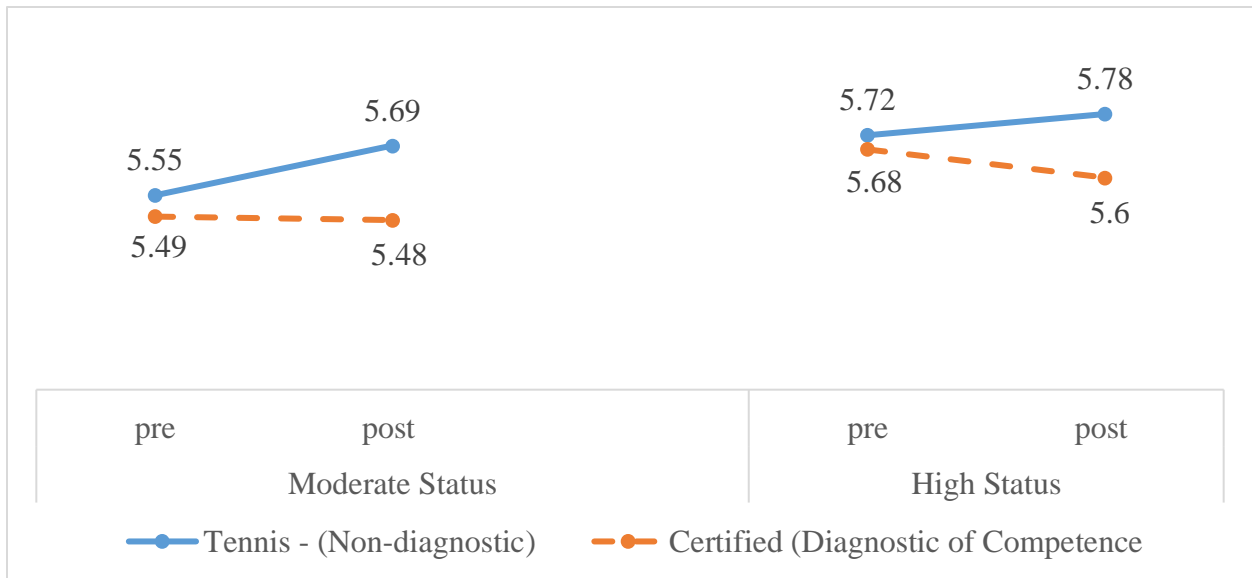 5.78
5.72
5.69
5.55
5.68
5.6
5.49
5.48
pre post pre post
Moderate Status High Status
Tennis - (Non-diagnostic) Certified (Diagnostic of Competence